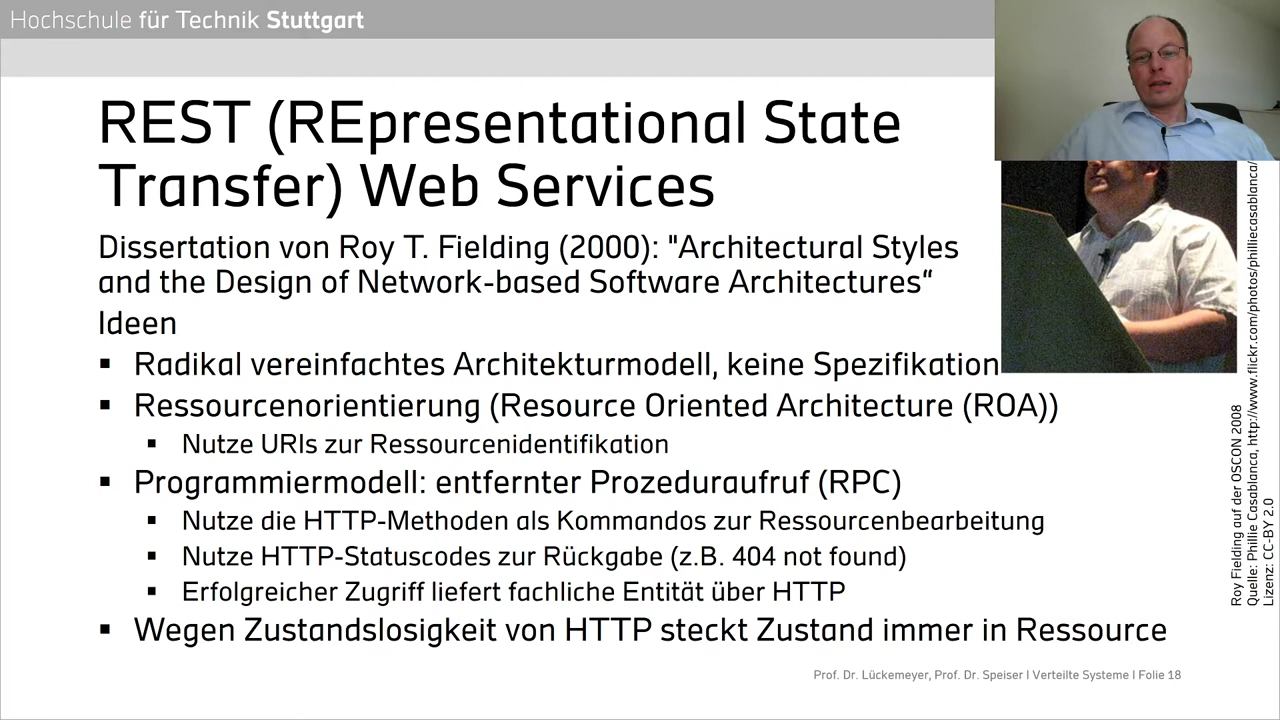 Hochschule für Technik Stuttgart
REST (REpresentational State
Transfer) Web Services
Dissertation von Roy T. Fielding (2000): "Architectural Styles
and the Design of Network-based Software Architectures“
Ideen
▪ Radikal vereinfachtes Architekturmodell, keine Spezifikation
▪ Ressourcenorientierung (Resource Oriented Architecture (ROA))
▪ Nutze URIs zur Ressourcenidentifikation
▪ Programmiermodell: entfernter Prozeduraufruf (RPC)
▪ Nutze die HTTP-Methoden als Kommandos zur Ressourcenbearbeitung
▪ Nutze HTTP-Statuscodes zur Rückgabe (z.B. 404 not found)
▪ Erfolgreicher Zugriff liefert fachliche Entität über HTTP
▪ Wegen Zustandslosigkeit von HTTP steckt Zustand immer in Ressource
Roy Fielding auf der OSCON 2008
Quelle: Phillie Casablanca, http://www.flickr.com/photos/philliecasablanca/
Lizenz: CC-BY 2.0
Prof. Dr. Lückemeyer, Prof. Dr. Speiser I Verteilte Systeme I Folie 18